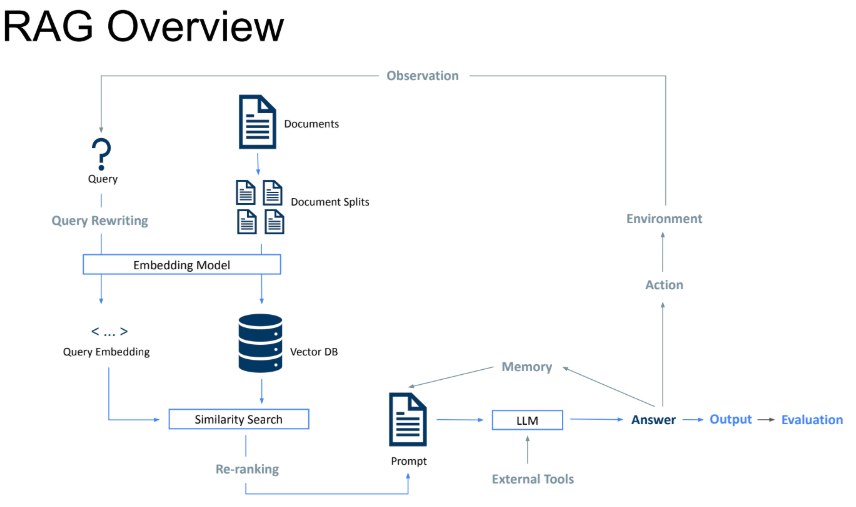 RAG Overview
Observation
Documents
Query
Document Splits
Query Rewriting
Environment
Embedding Model
Action
< ... >
Query Embedding
Vector DB
Memory
Similarity Search
LLM
Answer
Output
Evaluation
Prompt
Re-ranking
External Tools